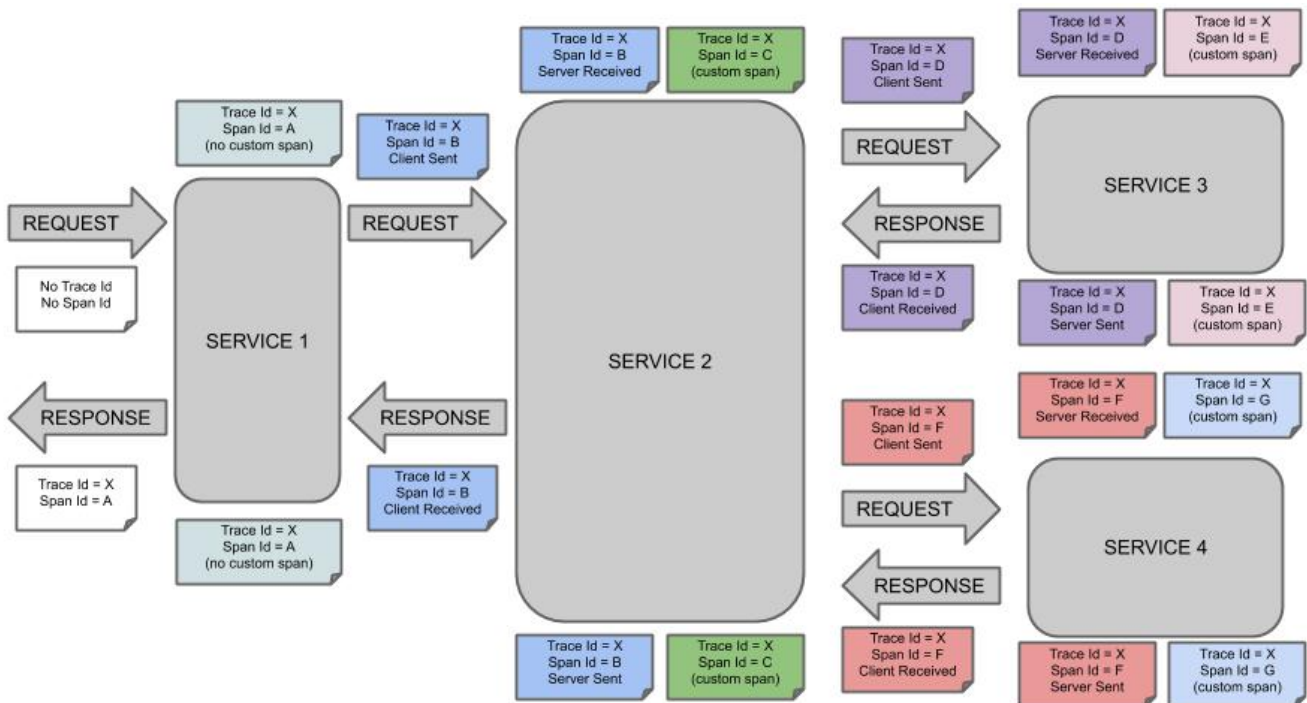 Trace Id = X
Span Id = B
Server Received
Trace Id = X
Span Id = C
(custom span)
Trace Id = X
Span Id = D
Client Sent
Trace Id = X
Span Id = D
Server Received
Trace Id = X
Span Id = E
(custom span)
Trace Id = X
Span Id = A
(no custom span)
Trace Id = X
Span Id = B
Client Sent
REQUEST
SERVICE 3
REQUEST
REQUEST
RESPONSE
No Trace Id
No Span Id
Trace Id = X
Span Id = D
Client Received
Trace Id = X
Span Id = D
Server Sent
Trace Id = X
Span Id = E
(custom span)
SERVICE 1
SERVICE 2
RESPONSE
RESPONSE
Trace Id = X
Span Id = F
Client Sent
Trace Id = X
Span Id = F
Server Received
Trace Id = X
Span Id = G
(custom span)
Trace Id = X
Span Id = A
Trace Id = X
Span Id = B
Client Received
REQUEST
SERVICE 4
Trace Id = X
Span Id = A
(no custom span)
RESPONSE
Trace Id = X
Span Id = B
Server Sent
Trace Id = X
Span Id = C
(custom span)
Trace Id = X
Span Id = F
Client Received
Trace Id = X
Span Id = F
Server Sent
Trace Id = X
Span Id = G
(custom span)